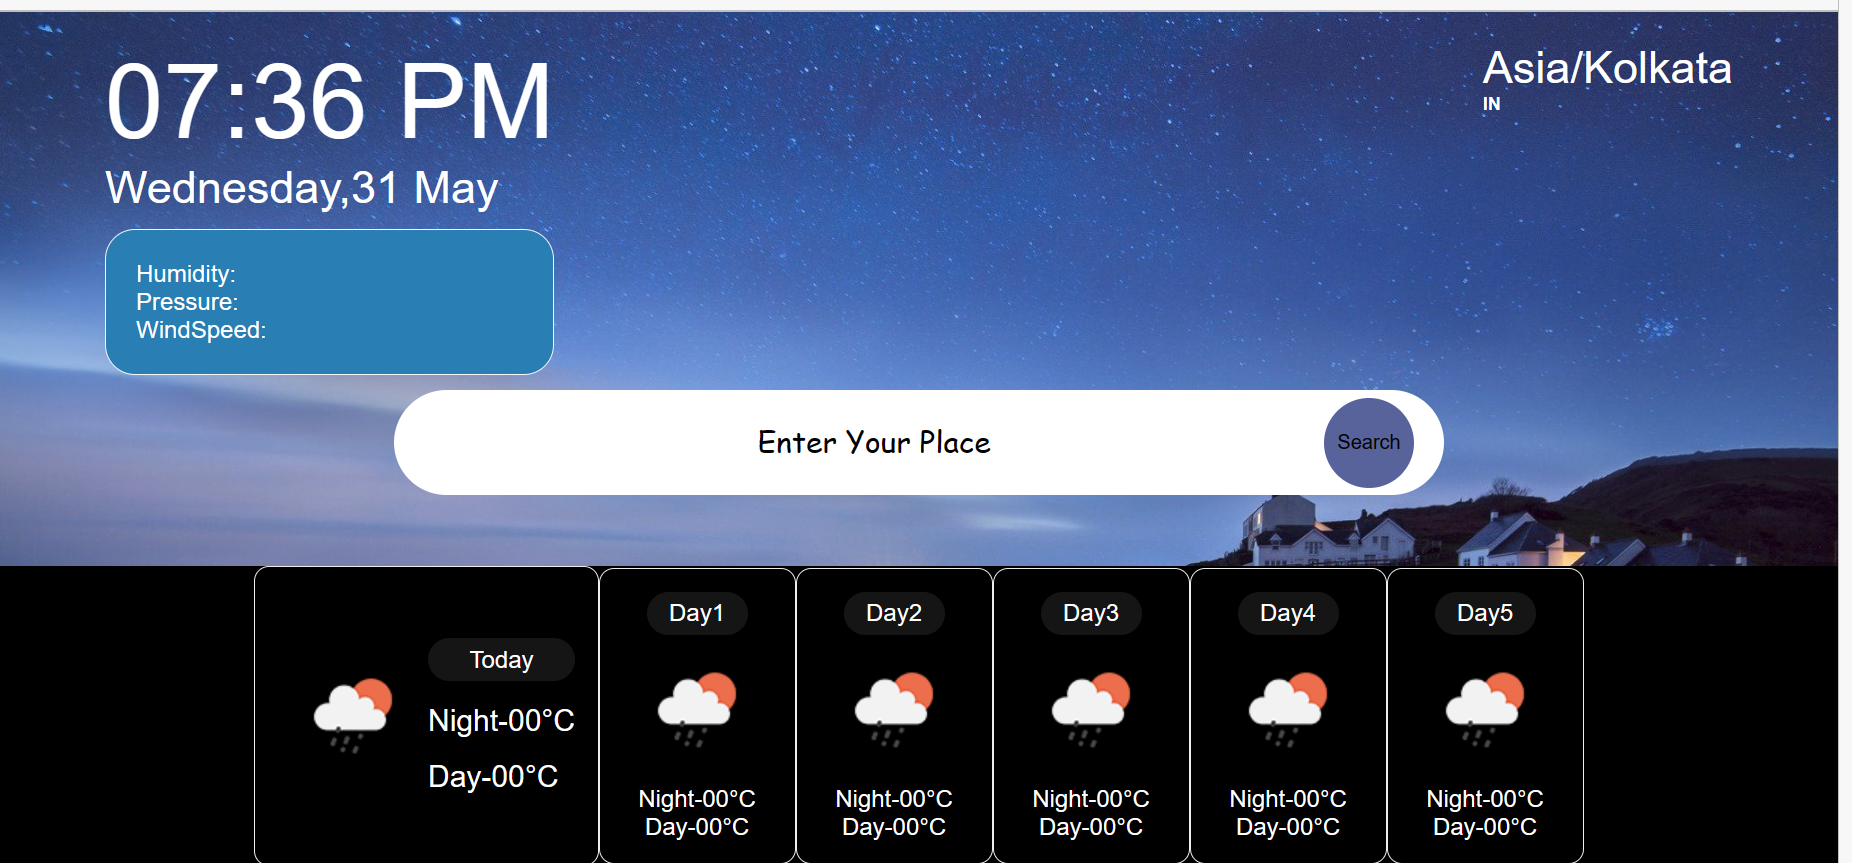 07:36 PM
Wednesday,31 May
Asia/Kolkata
IN
Humidity:
Pressure:
WindSpeed:
Enter Your Place
Search
Today
Night-00°C
Day-00°C
Day1
Night-00°C
Day-00°C
Day2
Night-00°C
Day-00°C
Day3
Night-00°C
Day-00°C
Day4
Night-00°C
Day-00°C
Day5
Night-00°C
Day-00°C